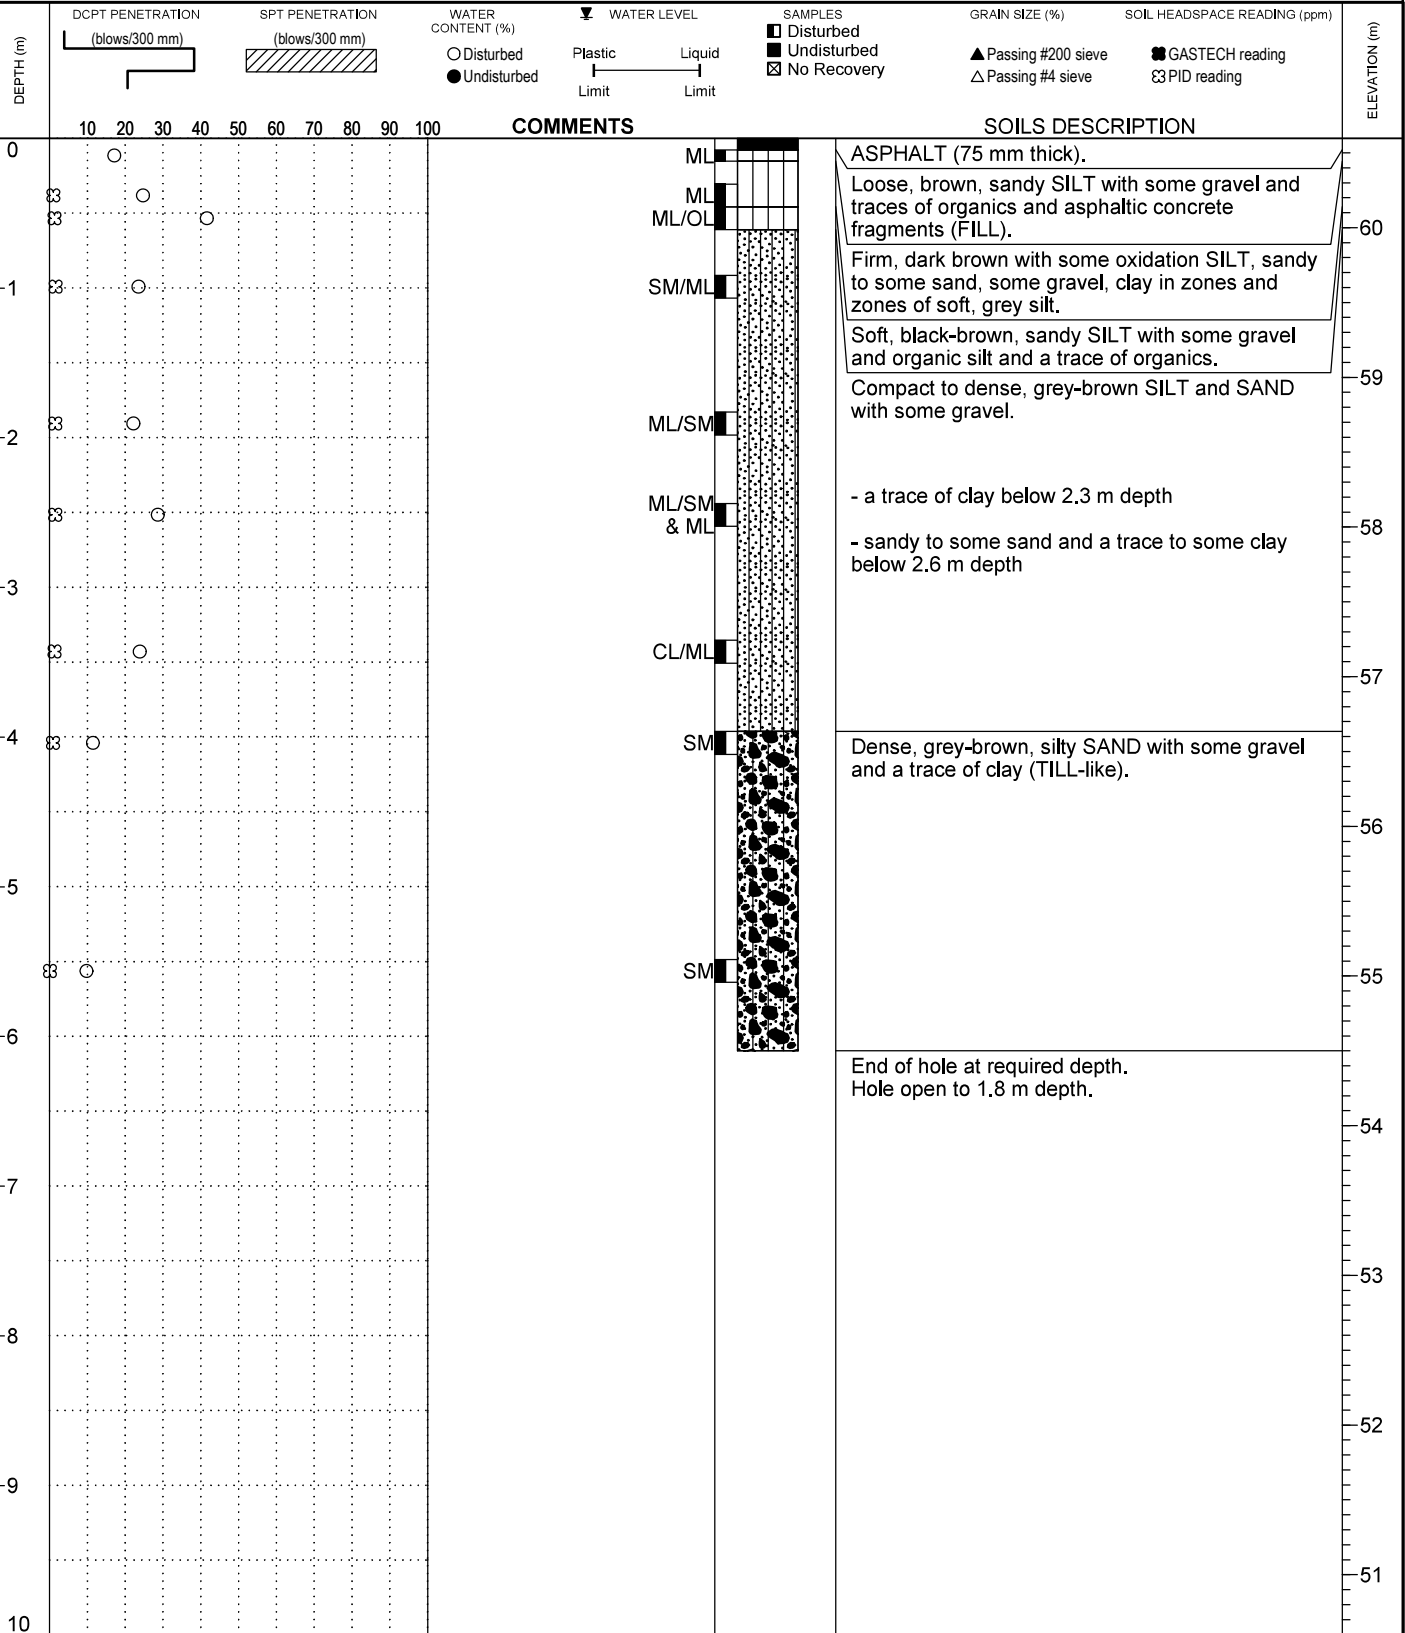 DCPT PENETRATION
(blows/300 mm)
SPT PENETRATION
(blows/300 mm)
WATER
CONTENT (%)
Disturbed
Undisturbed
WATER LEVEL
Plastic Liquid
Limit Limit
SAMPLES
Disturbed
Undisturbed
No Recovery
GRAIN SIZE (%)
Passing #200 sieve
Passing #4 sieve
SOIL HEADSPACE READING (ppm)
GASTECH reading
PID reading
DEPTH (m)
ELEVATION (m)
10 20 30 40 50 60 70 80 90 100
COMMENTS
SOILS DESCRIPTION
0
1
2
3
4
5
6
7
8
9
10
ML
ML
ML/OL
SM/ML
ML/SM
ML/SM
& ML
CL/ML
SM
SM
ASPHALT (75 mm thick).
Loose, brown, sandy SILT with some gravel and
traces of organics and asphaltic concrete
fragments (FILL).
Firm, dark brown with some oxidation SILT, sandy
to some sand, some gravel, clay in zones and
zones of soft, grey silt.
Soft, black-brown, sandy SILT with some gravel
and organic silt and a trace of organics.
Compact to dense, grey-brown SILT and SAND
with some gravel.
- a trace of clay below 2.3 m depth
- sandy to some sand and a trace to some clay
below 2.6 m depth
Dense, grey-brown, silty SAND with some gravel
and a trace of clay (TILL-like).
End of hole at required depth.
Hole open to 1.8 m depth.
60
59
58
57
56
55
54
53
52
51